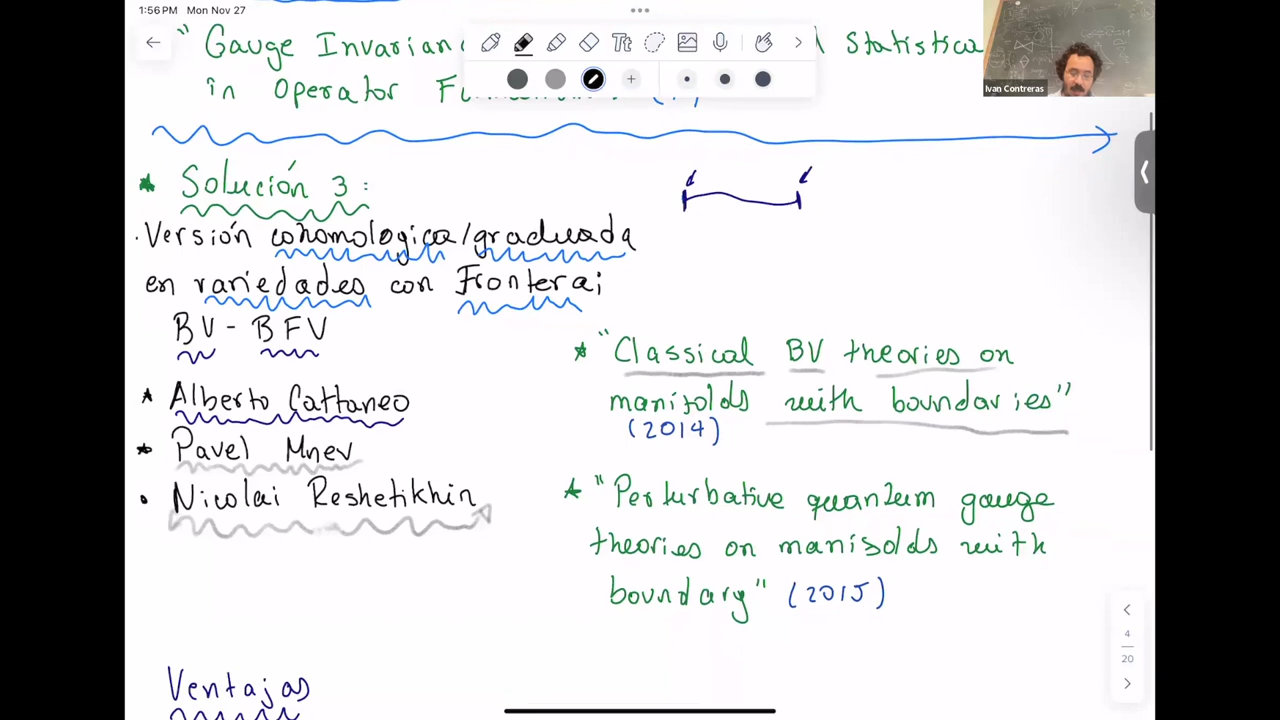 1:56 PM Mon Nov 27
" Gauge Invarian
Statistica
in Operator
* Solución 3:
· Versión cohomologica/graduada
en variedades con Frontera;
BV - BFV
* Alberto Cattaneo
* Pavel Mnev
• Nicolai Reshetikhin
* "Classical BV theories on
manifolds with boundaries"
(2014)
* "Perturbative quantum gauge
theories on manifolds with
boundary" (2015)
Ventajas
Tt
Ivan Contreras
4
20